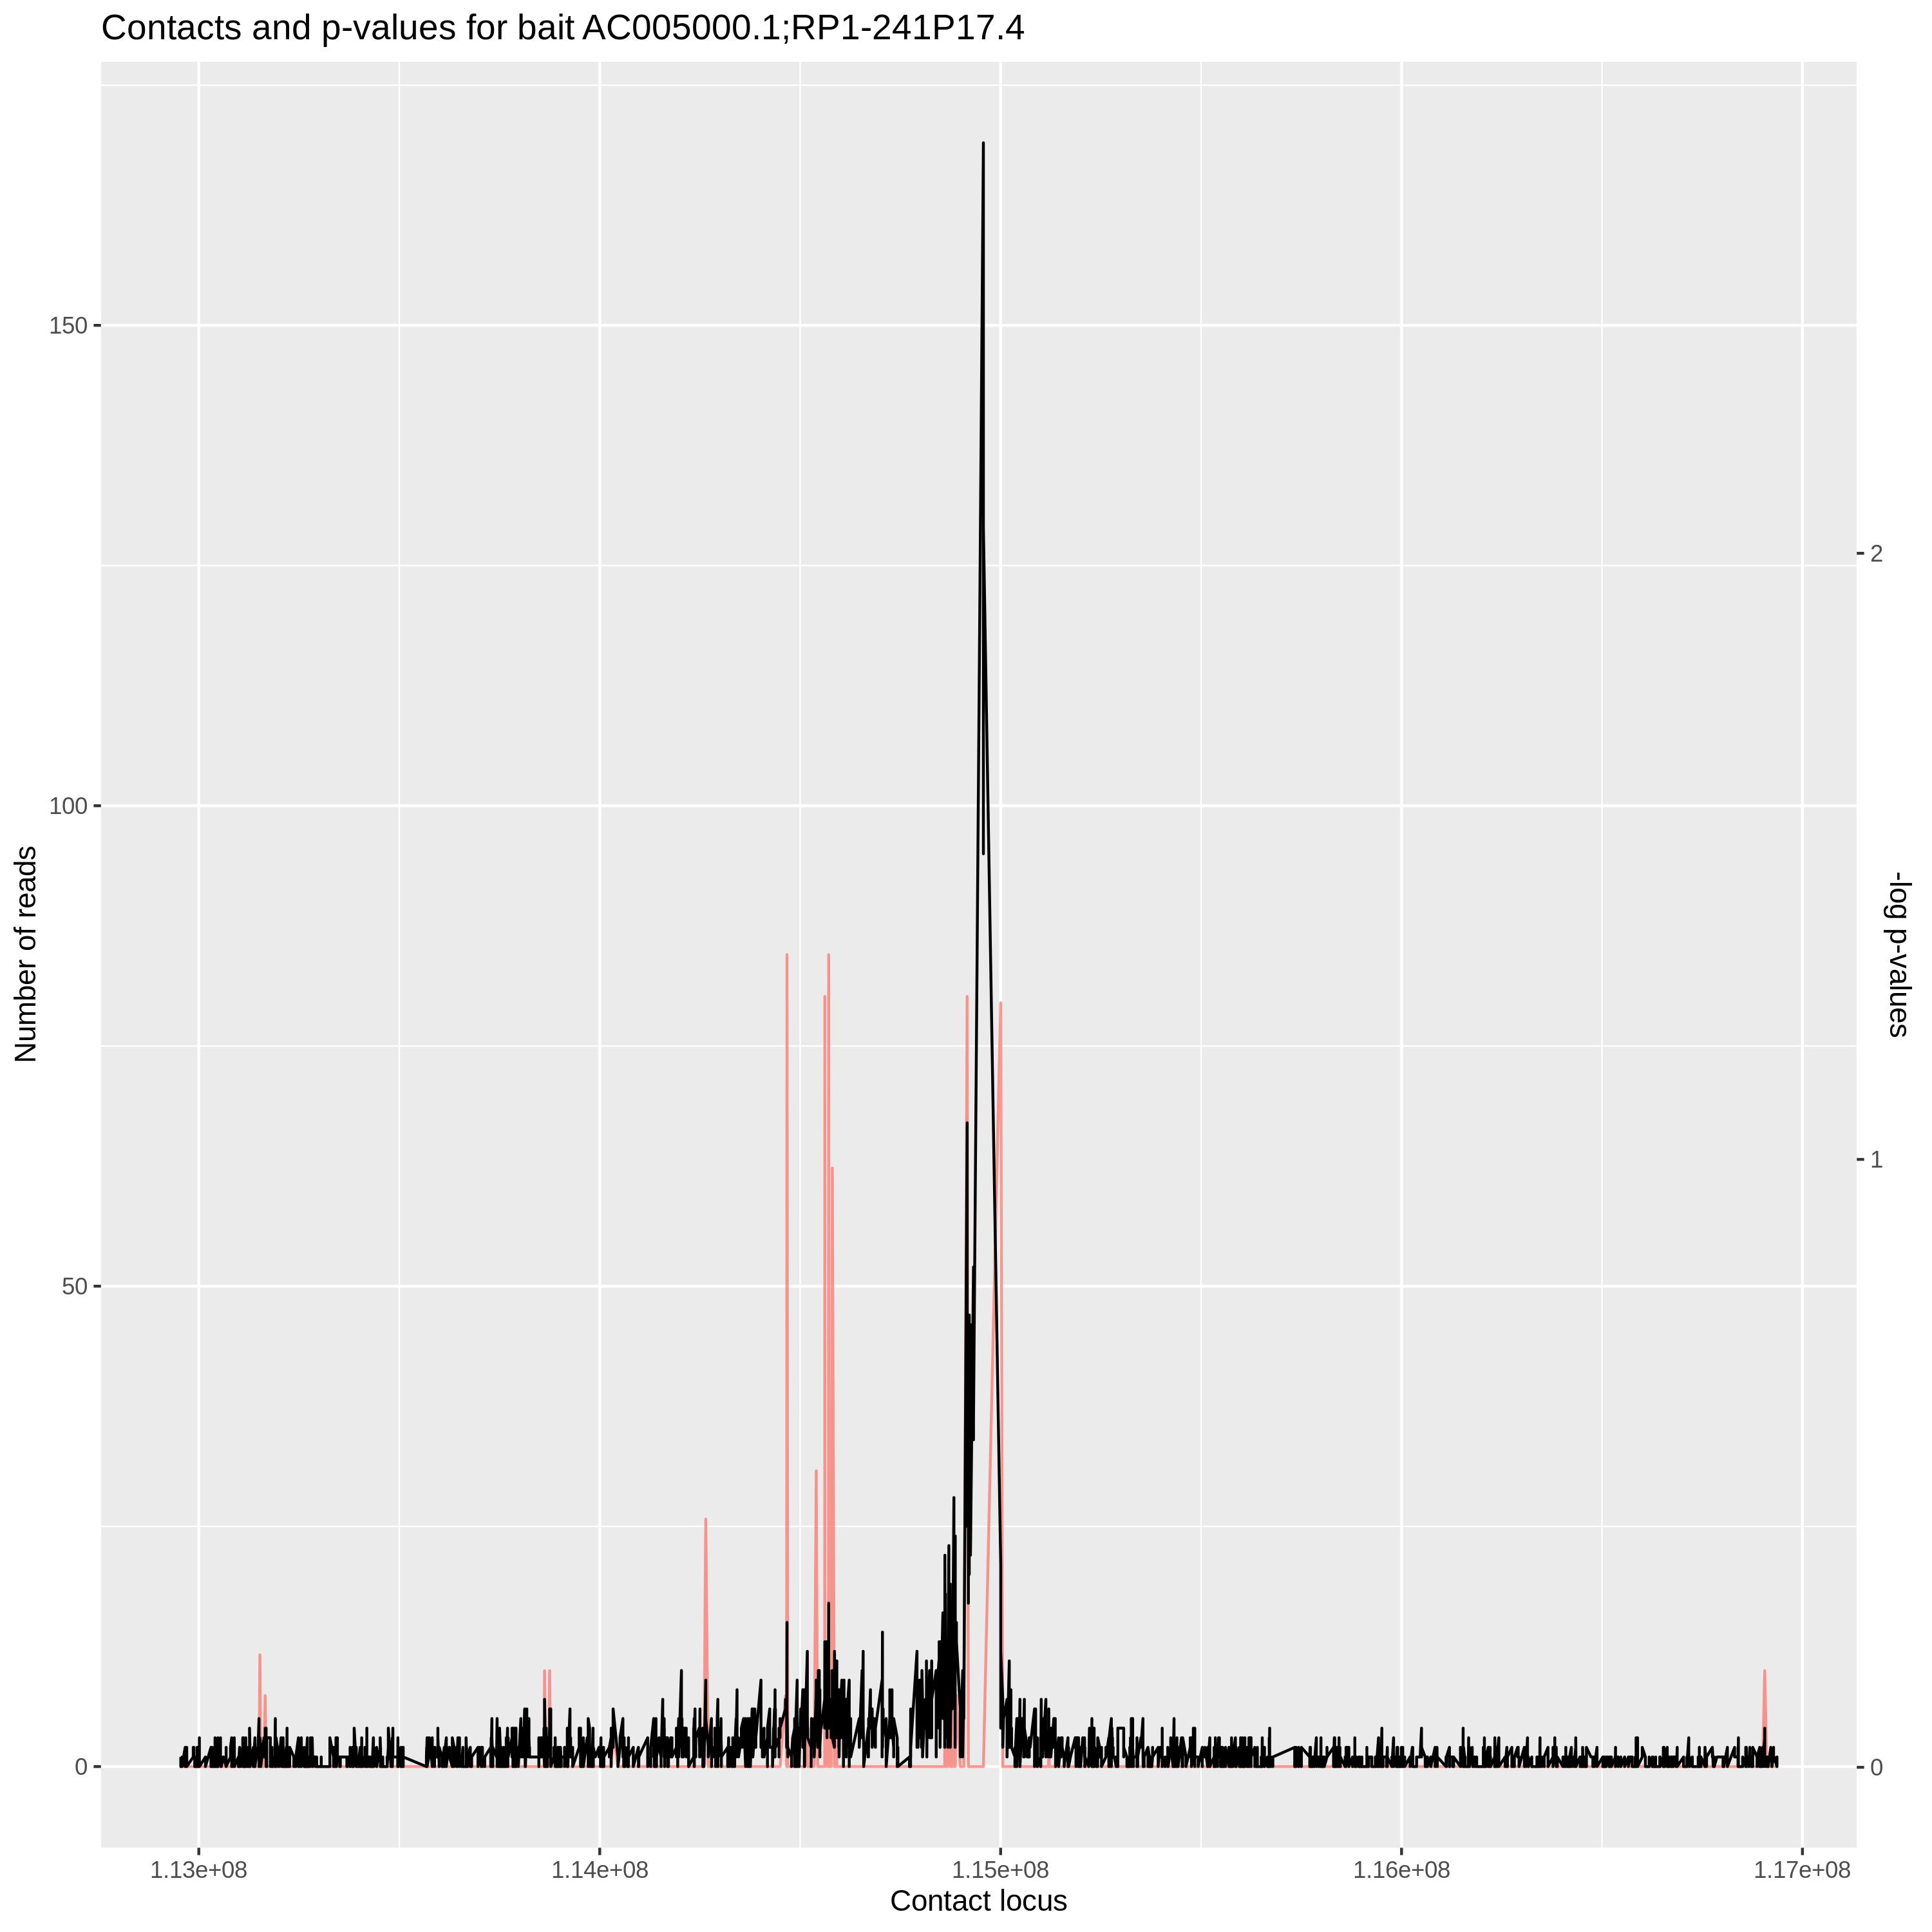 Contacts and p-values for bait AC005000.1;RP1-241P17.4
150
100
50
0
Number of reads
2
1
0
-log p-values
1.13e+08
1.14e+08
1.15e+08
1.16e+08
1.17e+08
Contact locus